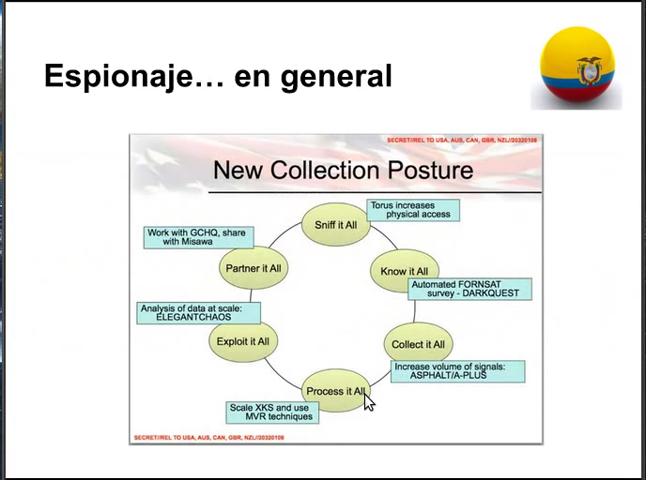 Espionaje... en general
SECRET//REL TO USA, AUS, CAN, GBR, NZL//20320108
New Collection Posture
Torus increases
physical access
Sniff it All
Work with GCHQ, share
with Misawa
Partner it All
Know it All
Automated FORNSAT
survey - DARKQUEST
Analysis of data at scale:
ELEGANTCHAOS
Exploit it All
Collect it All
Increase volume of signals:
ASPHALT/A-PLUS
Process it All
Scale XKS and use
MVR techniques
SECRET//REL TO USA, AUS, CAN, GBR, NZL//20320108